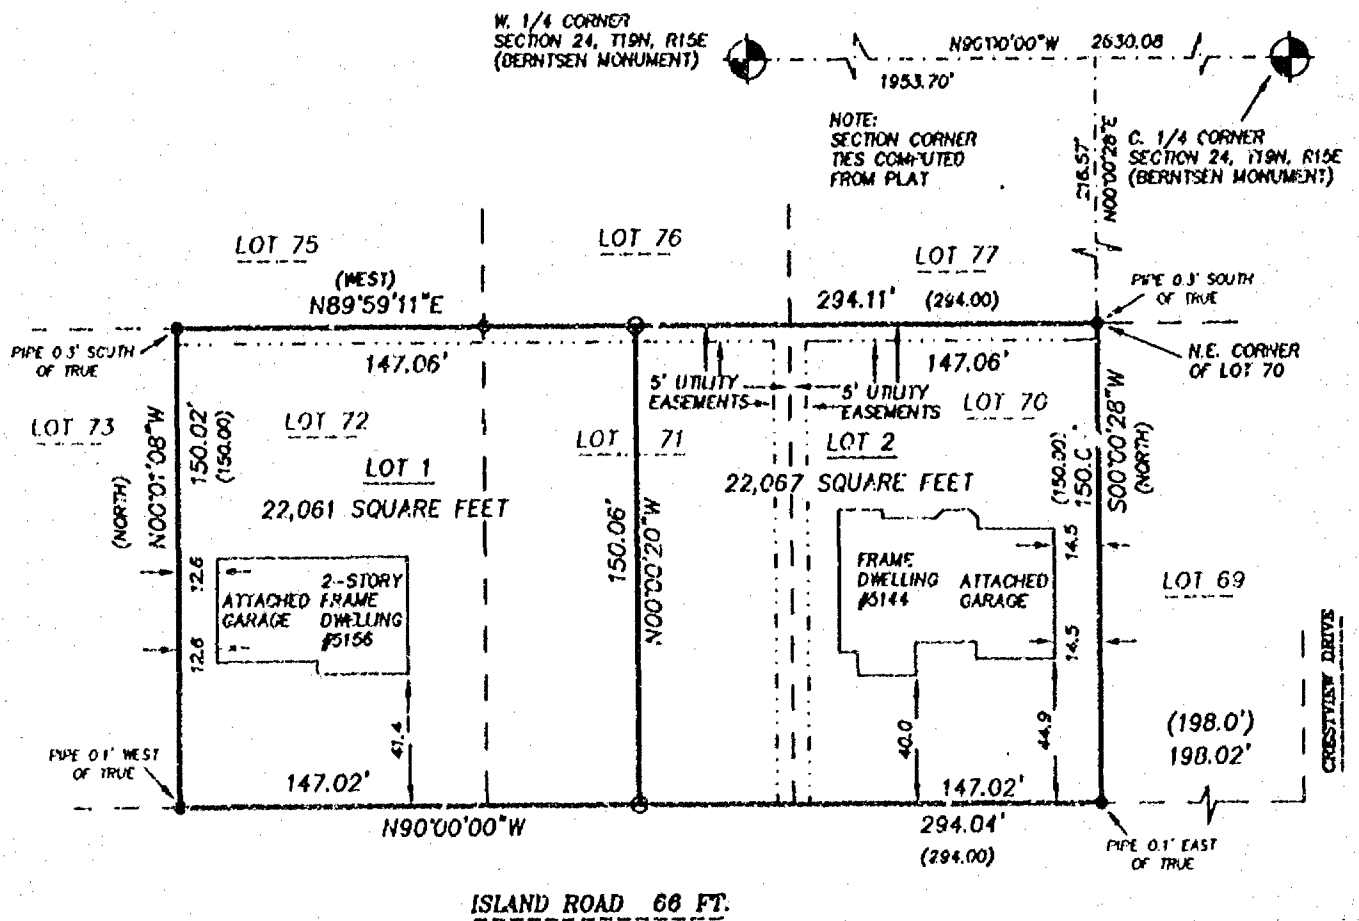 W. 1/4 CORNER
SECTION 24, T19N, R15E
(BERNTSEN MONUMENT)
N90°00'00"W 2630.08
1953.70'
NOTE:
SECTION CORNER
TIES COMPUTED
FROM PLAT
218.57'
N00°00'28"E
C. 1/4 CORNER
SECTION 24, T19N, R15E
(BERNTSEN MONUMENT)
LOT 75
LOT 76
LOT 77
(WEST)
N89°59'11"E
294.11' (294.00)
PIPE 0.3' SOUTH
OF TRUE
PIPE 0.3' SOUTH
OF TRUE
N.E. CORNER
OF LOT 70
147.06'
147.06'
5' UTILITY
EASEMENTS
5' UTILITY
EASEMENTS
LOT 73
LOT 72
LOT 71
LOT 70
LOT 1
22,061 SQUARE FEET
LOT 2
22,067 SQUARE FEET
(NORTH)
N00°01'08"W
150.02'
(150.00)
150.06'
N00°00'20"W
(150.00)
S00°00'28"W
(NORTH)
12.6
12.6
2-STORY
ATTACHED FRAME
GARAGE DWELLING
#5156
FRAME
DWELLING ATTACHED
#5144 GARAGE
14.5
14.5
LOT 69
CRESTVIEW DRIVE
41.4
40.0
44.9
(198.0')
198.02'
PIPE 0.1' WEST
OF TRUE
147.02'
147.02'
N90°00'00"W
294.04'
(294.00)
PIPE 0.1' EAST
OF TRUE
ISLAND ROAD 66 FT.